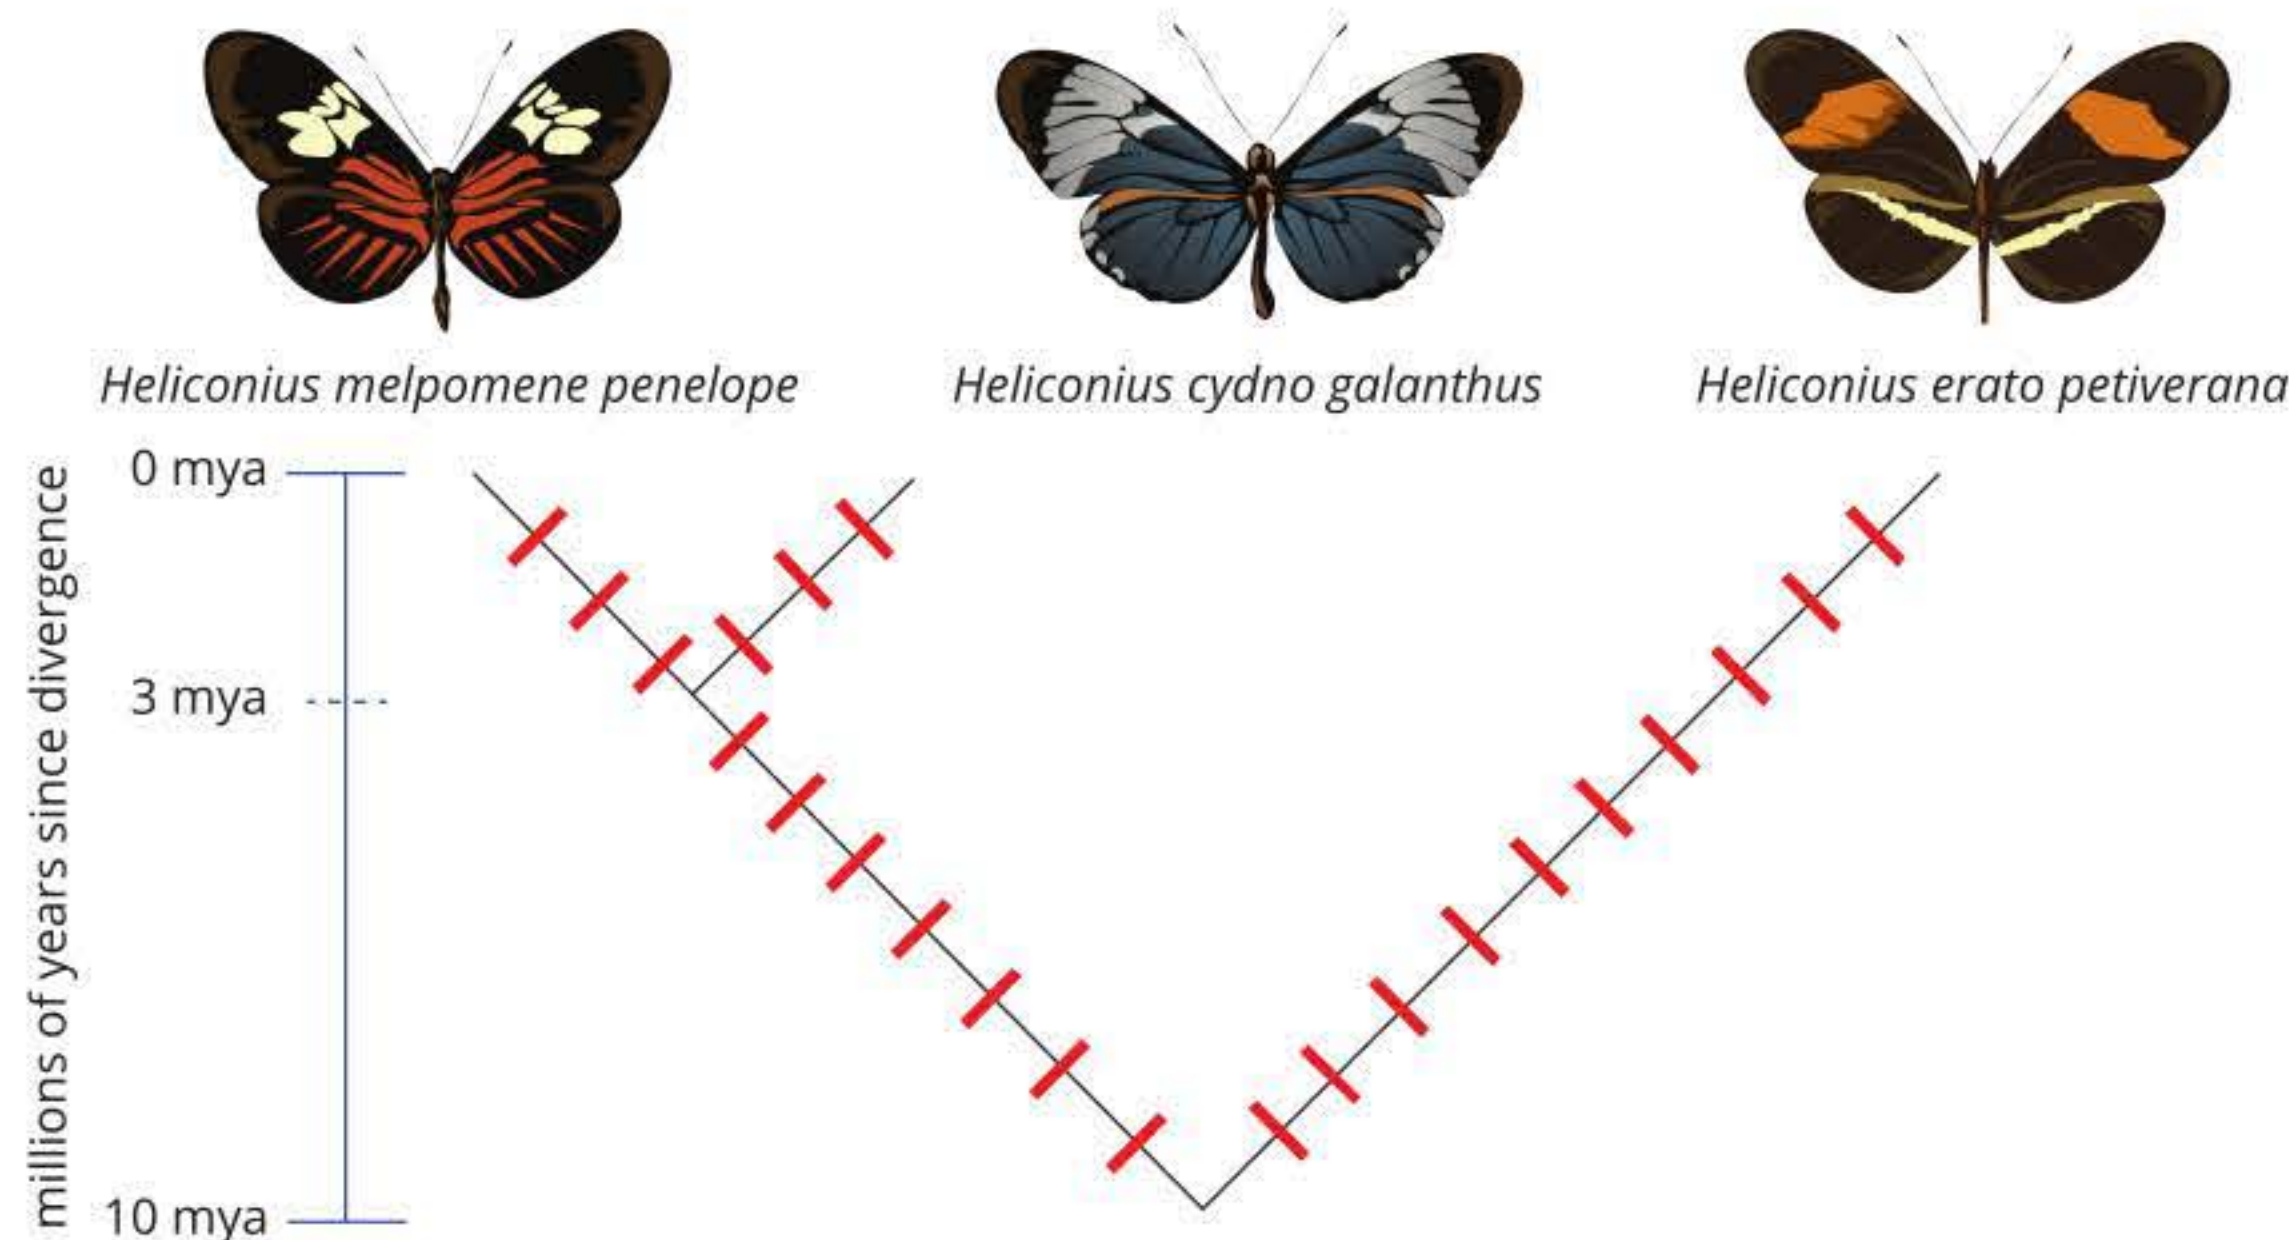 Heliconius melpomene penelope
Heliconius cydno galanthus
Heliconius erato petiverana
millions of years since divergence
0 mya
3 mya
10 mya